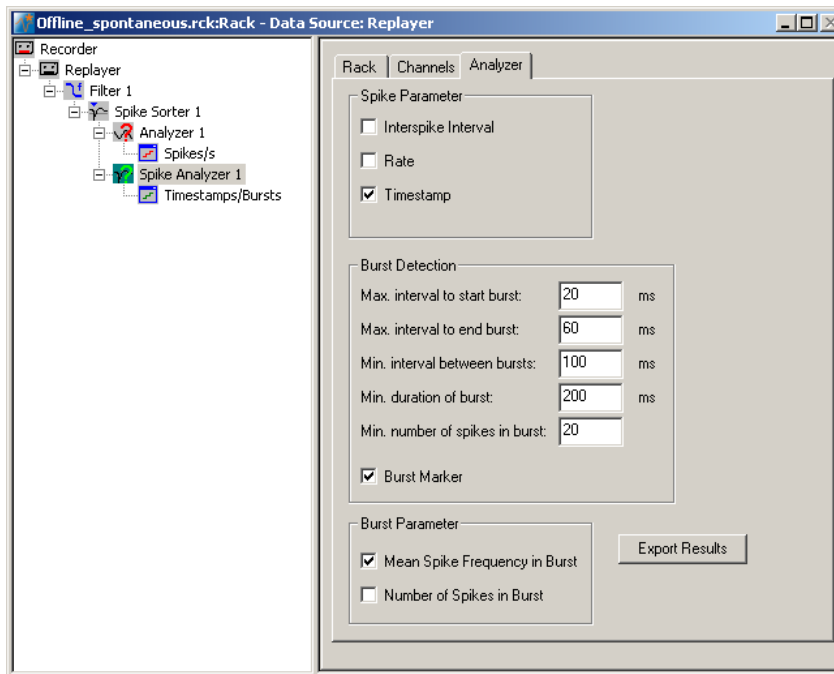 Offline_spontaneous.rck:Rack - Data Source: Replayer
Recorder
Replayer
Filter 1
Spike Sorter 1
Analyzer 1
Spikes/s
Spike Analyzer 1
Timestamps/Bursts
Rack
Channels
Analyzer
Spike Parameter
Interspike Interval
Rate
Timestamp
Burst Detection
Max. interval to start burst: 20 ms
Max. interval to end burst: 60 ms
Min. interval between bursts: 100 ms
Min. duration of burst: 200 ms
Min. number of spikes in burst: 20
Burst Marker
Burst Parameter
Mean Spike Frequency in Burst
Number of Spikes in Burst
Export Results